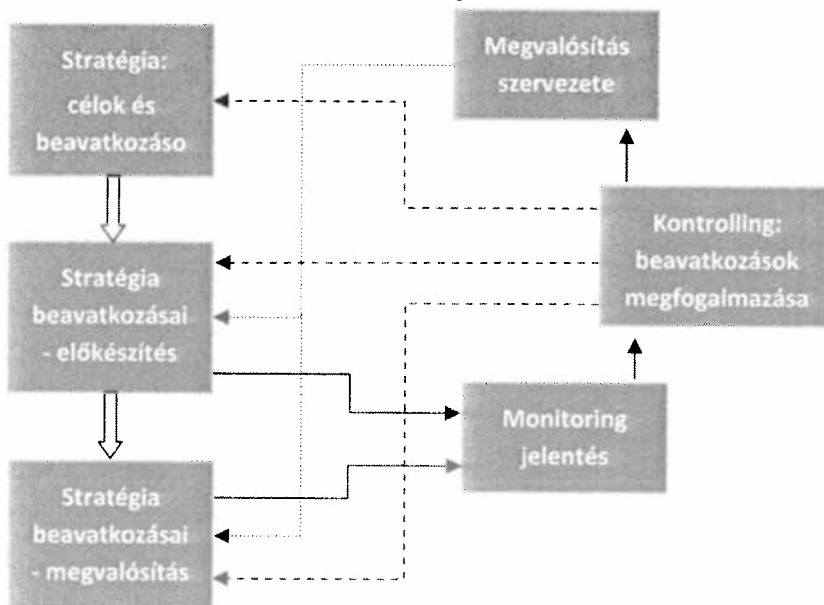 Stratégia:
célok és
beavatkozáso
Megvalósítás
szervezete
Kontrolling:
beavatkozások
megfogalmazása
Stratégia
beavatkozásai
- előkészítés
Monitoring
jelentés
Stratégia
beavatkozásai
- megvalósítás